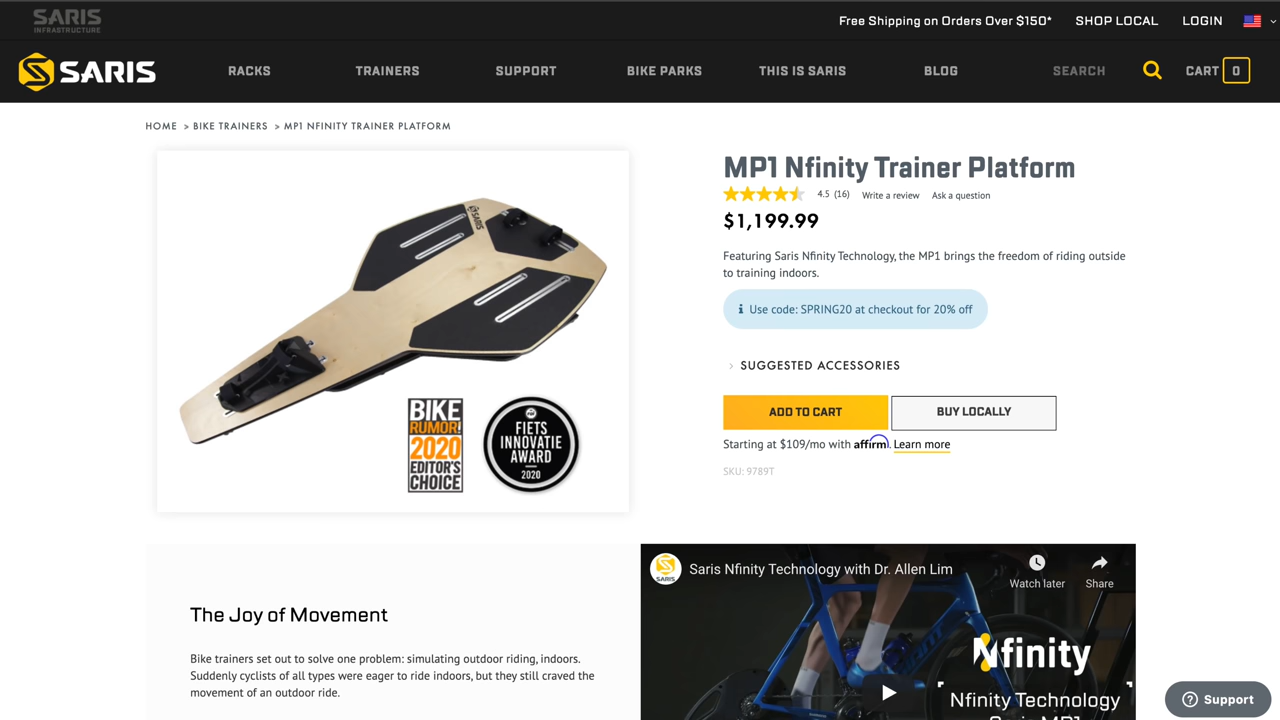 SARIS
INFRASTRUCTURE
Free Shipping on Orders Over $150*
SHOP LOCAL
LOGIN
SARIS
RACKS
TRAINERS
SUPPORT
BIKE PARKS
THIS IS SARIS
BLOG
SEARCH
CART 0
HOME > BIKE TRAINERS > MP1 NFINITY TRAINER PLATFORM
SARIS
BIKE
RUMOR!
2020
EDITOR'S
CHOICE
FIETS
INNOVATIE
AWARD
2020
MP1 Nfinity Trainer Platform
4.5 (16) Write a review Ask a question
$1,199.99
Featuring Saris Nfinity Technology, the MP1 brings the freedom of riding outside
to training indoors.
Use code: SPRING20 at checkout for 20% off
SUGGESTED ACCESSORIES
ADD TO CART
BUY LOCALLY
Starting at $109/mo with affirm. Learn more
SKU: 9789T
The Joy of Movement
Bike trainers set out to solve one problem: simulating outdoor riding, indoors.
Suddenly cyclists of all types were eager to ride indoors, but they still craved the
movement of an outdoor ride.
SARIS
Saris Nfinity Technology with Dr. Allen Lim
Watch later
Share
Nfinity
Nfinity Technology
Saris MP1
Support